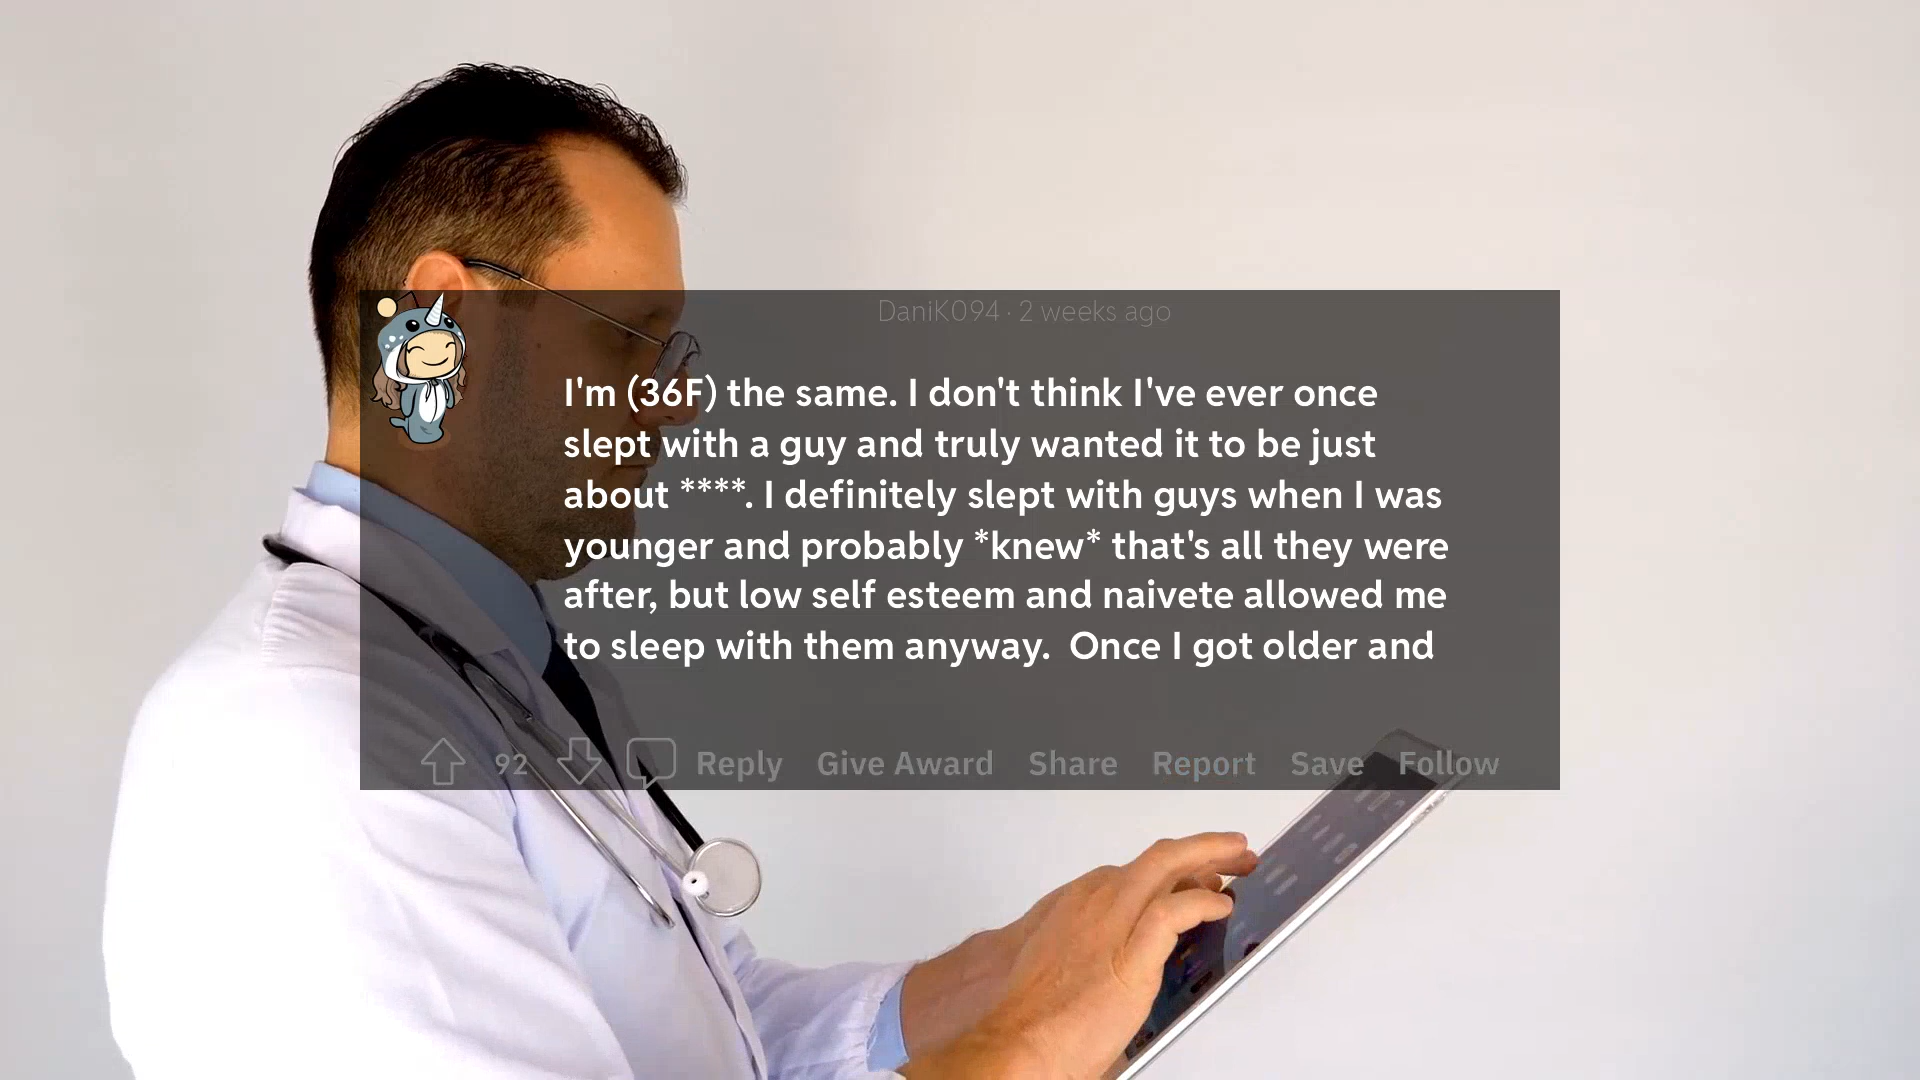 DaniK094 · 2 weeks ago
I'm (36F) the same. I don't think I've ever once
slept with a guy and truly wanted it to be just
about ****. I definitely slept with guys when I was
younger and probably *knew* that's all they were
after, but low self esteem and naivete allowed me
to sleep with them anyway.  Once I got older and
92 Reply Give Award Share Report Save Follow